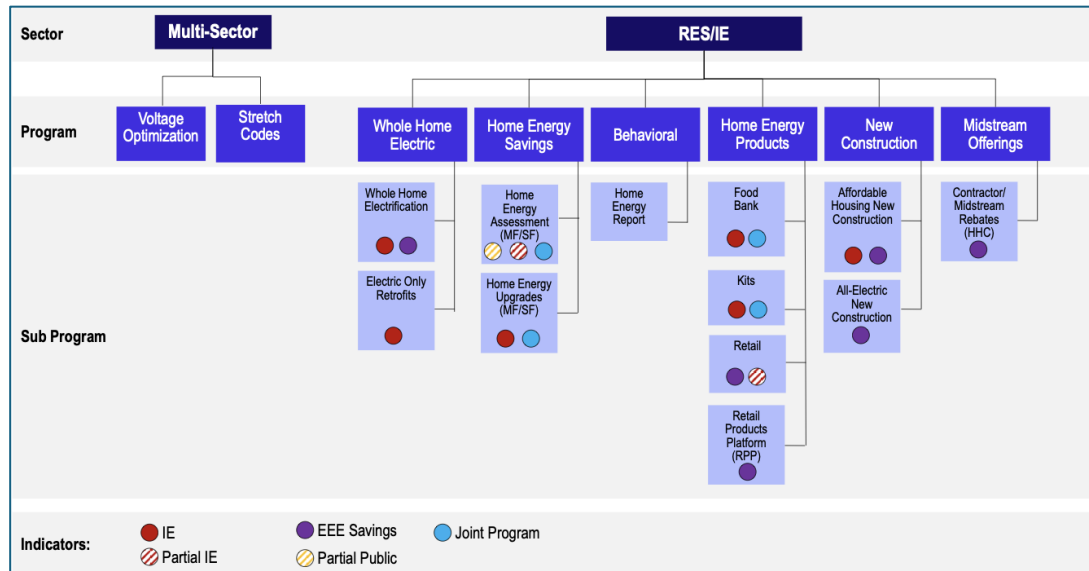 Sector
Multi-Sector
RES/IE
Program
Voltage
Optimization
Stretch
Codes
Whole Home
Electric
Home Energy
Savings
Behavioral
Home Energy
Products
New
Construction
Midstream
Offerings
Sub Program
Whole Home
Electrification
Electric Only
Retrofits
Home
Energy
Assessment
(MF/SF)
Home Energy
Upgrades
(MF/SF)
Home
Energy
Report
Food
Bank
Kits
Retail
Retail
Products
Platform
(RPP)
Affordable
Housing New
Construction
All-Electric
New
Construction
Contractor/
Midstream
Rebates
(HHC)
Indicators:
IE
EEE Savings
Joint Program
Partial IE
Partial Public